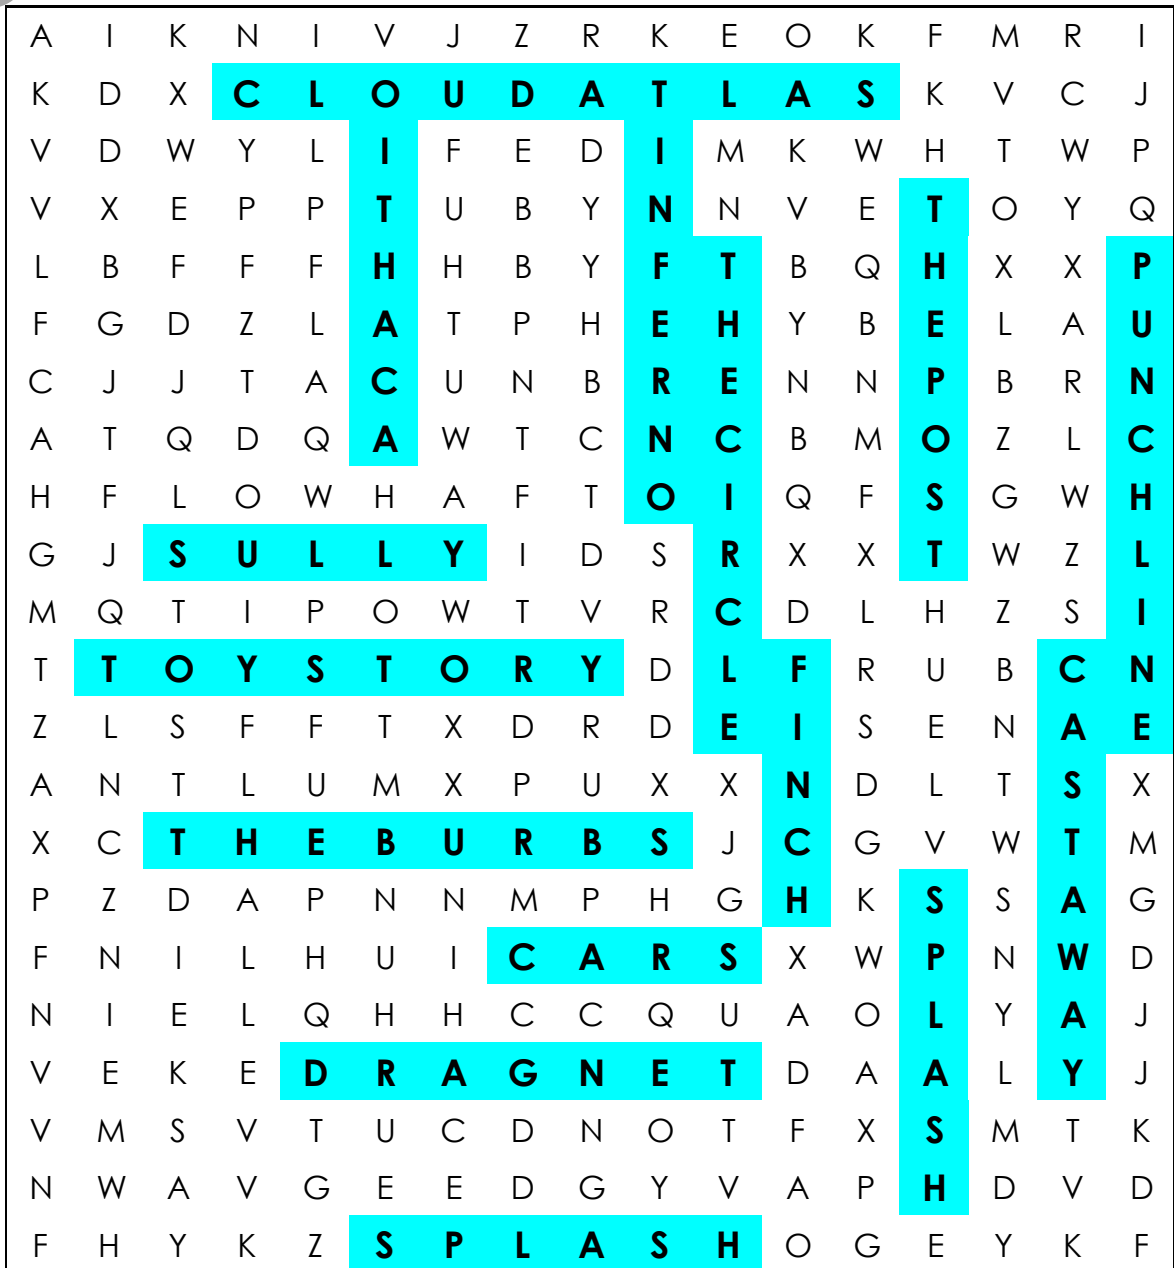 A I K N I V J Z R K E O K F M R I
K D X C L O U D A T L A S K V C J
V D W Y L I F E D I M K W H T W P
V X E P P T U B Y N N V E T O Y Q
L B F F F H H B Y F T B Q H X X P
F G D Z L A T P H E H Y B E L A U
C J J T A C U N B R E N N P B R N
A T Q D Q A W T C N C B M O Z L C
H F L O W H A F T O I Q F S G W H
G J S U L L Y I D S R X X T W Z L
M Q T I P O W T V R C D L H Z S I
T T O Y S T O R Y D L F R U B C N
Z L S F F T X D R D E I S E N A E
A N T L U M X P U X X N D L T S X
X C T H E B U R B S J C G V W T M
P Z D A P N N M P H G H K S S A G
F N I L H U I C A R S X W P N W D
N I E L Q H H C C Q U A O L Y A J
V E K E D R A G N E T D A A L Y J
V M S V T U C D N O T F X S M T K
N W A V G E E D G Y V A P H D V D
F H Y K Z S P L A S H O G E Y K F